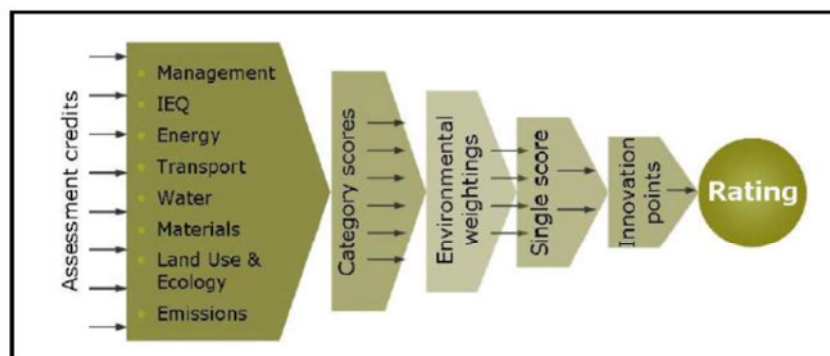 Assessment credits
Management
IEQ
Energy
Transport
Water
Materials
Land Use &
Ecology
Emissions
Category scores
Environmental
weightings
Single score
Innovation
points
Rating